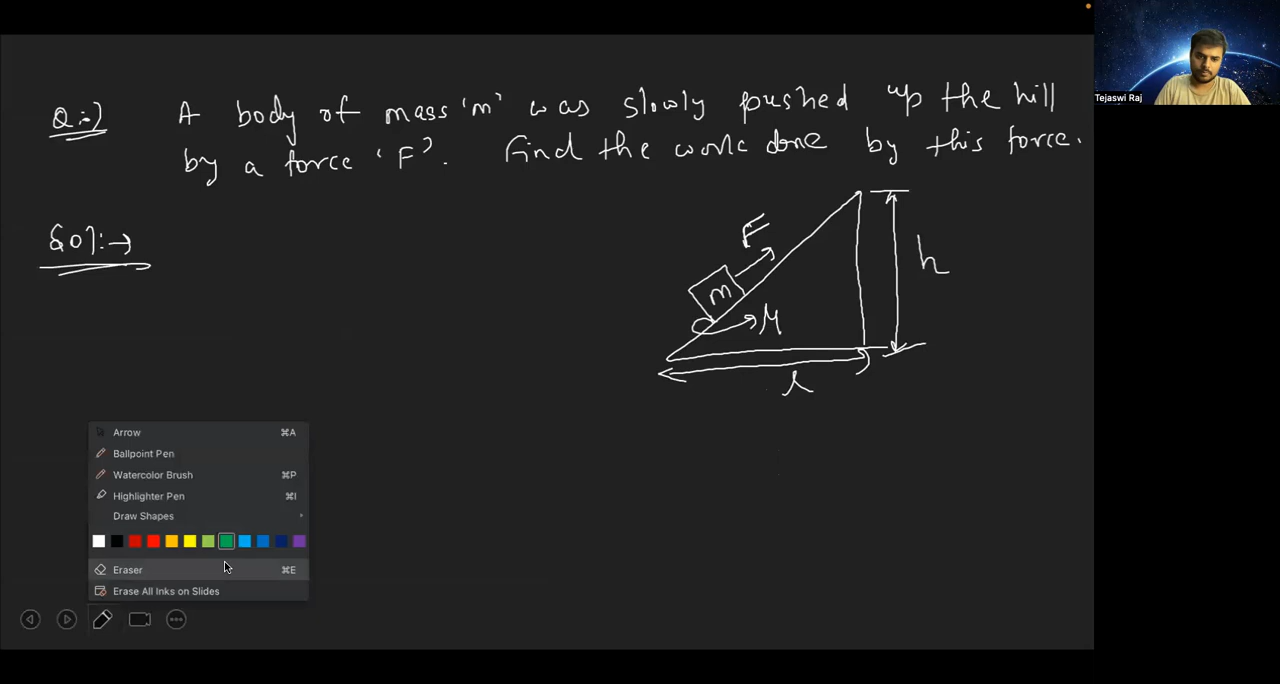 Tejaswi Raj
Q:-) A body of mass 'm' was slowly pushed up the hill
by a force 'F'. Find the work done by this force.
Sol:→
F
m
μ
h
l
Arrow ⌘A
Ballpoint Pen
Watercolor Brush ⌘P
Highlighter Pen ⌘I
Draw Shapes
Eraser ⌘E
Erase All Inks on Slides